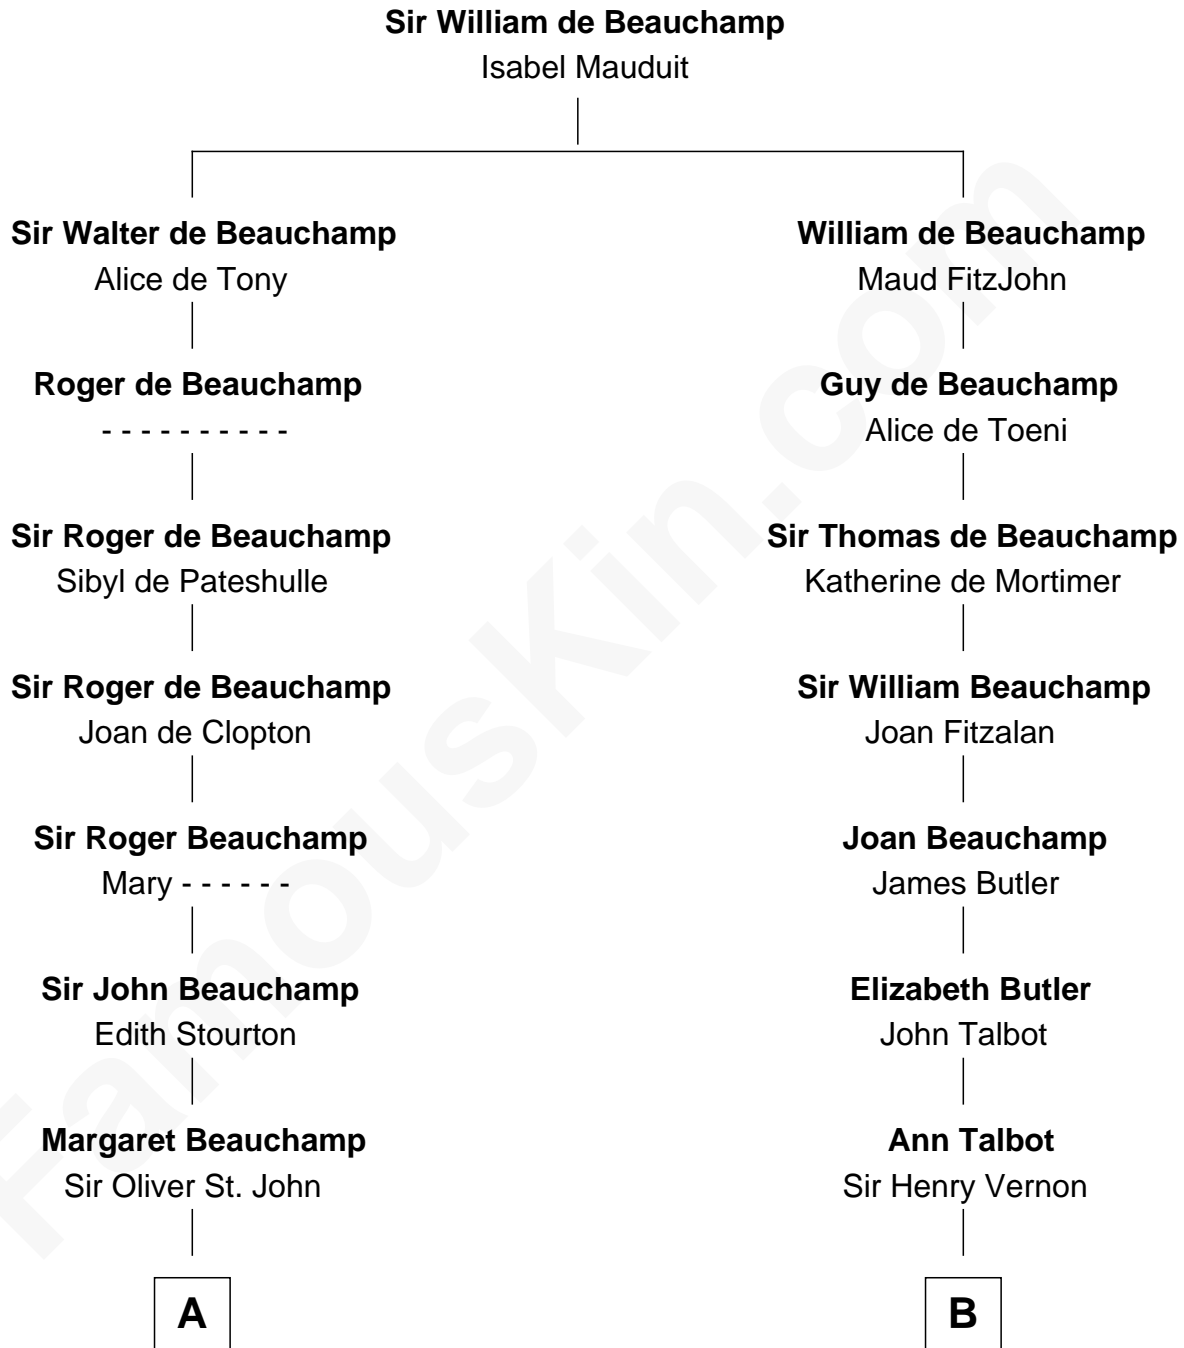 Sir William de Beauchamp
Isabel Mauduit
Sir Walter de Beauchamp
Alice de Tony
William de Beauchamp
Maud FitzJohn
Roger de Beauchamp
- - - - - - - - - -
Guy de Beauchamp
Alice de Toeni
Sir Roger de Beauchamp
Sibyl de Pateshulle
Sir Thomas de Beauchamp
Katherine de Mortimer
Sir Roger de Beauchamp
Joan de Clopton
Sir William Beauchamp
Joan Fitzalan
Sir Roger Beauchamp
Mary - - - - - -
Joan Beauchamp
James Butler
Sir John Beauchamp
Edith Stourton
Elizabeth Butler
John Talbot
Margaret Beauchamp
Sir Oliver St. John
Ann Talbot
Sir Henry Vernon
A
B
FamousKin.com